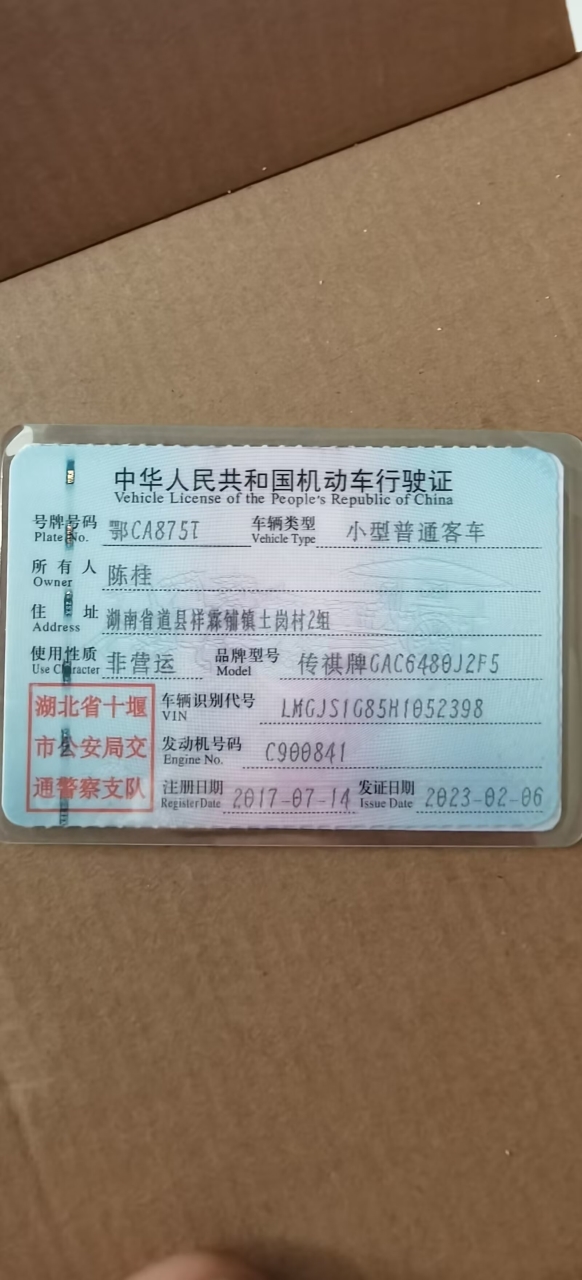 中华人民共和国机动车行驶证
Vehicle License of the People's Republic of China
号牌号码 鄂CA875T 车辆类型 小型普通客车
Plate No. Vehicle Type
所有人 陈桂
Owner
住址 湖南省道县祥霖铺镇土岗村2组
Address
使用性质 非营运 品牌型号 传祺牌GAC6480J2F5
Use Character Model
湖北省十堰
市公安局交
通警察支队
车辆识别代号 LMGJS1G85H1052398
VIN
发动机号码 C900841
Engine No.
注册日期 2017-07-14 发证日期 2023-02-06
Register Date Issue Date